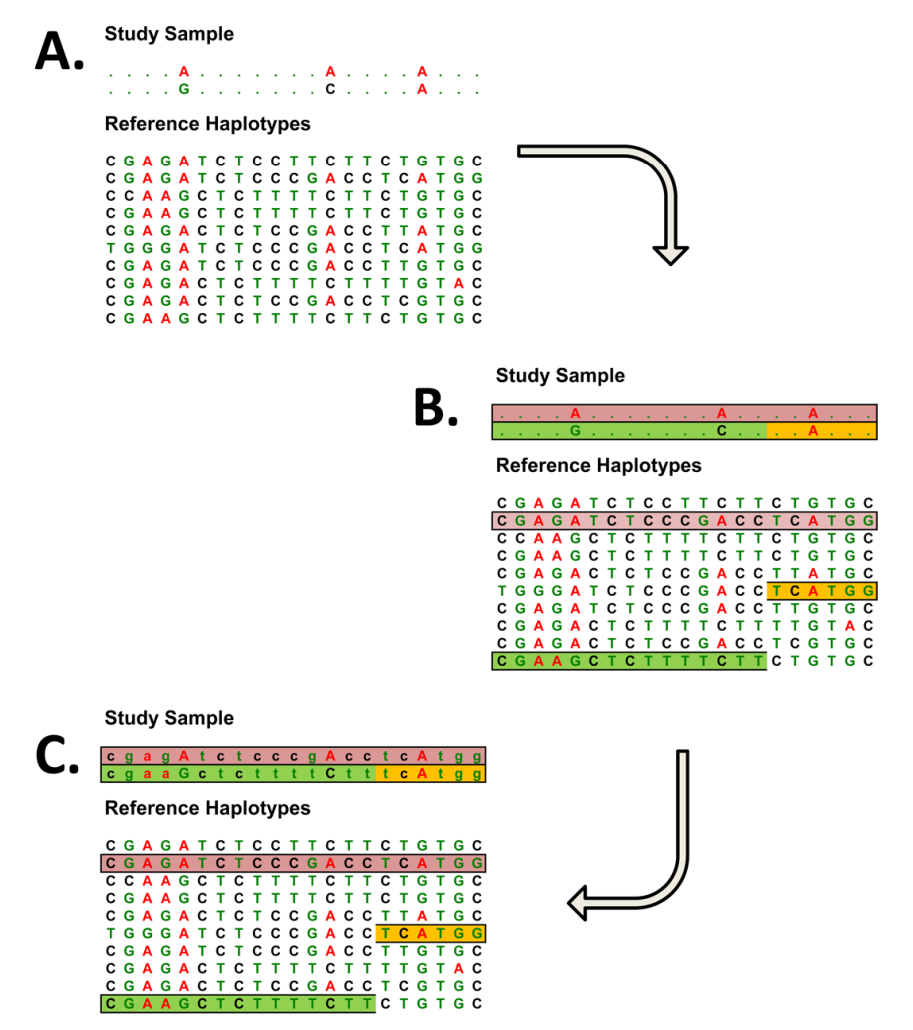 A.
Study Sample
. . . . A . . . . . . . A . . . . A . . .
. . . . G . . . . . . . C . . . . A . . .
Reference Haplotypes
C G A G A T C T C C T T C T T C T G T G C
C G A G A T C T C C C G A C C T C A T G G
C C A A G C T C T T T T C T T C T G T G C
C G A A G C T C T T T T C T T C T G T G C
C G A G A C T C T C C G A C C T T A T G C
T G G G A T C T C C C G A C C T C A T G G
C G A G A T C T C C C G A C C T T G T G C
C G A G A C T C T T T T C T T T T G T A C
C G A G A C T C T C C G A C C T C G T G C
C G A A G C T C T T T T C T T C T G T G C
B.
Study Sample
. . . . A . . . . . . . A . . . . A . . .
. . . . G . . . . . . . C . . . . A . . .
Reference Haplotypes
C G A G A T C T C C T T C T T C T G T G C
C G A G A T C T C C C G A C C T C A T G G
C C A A G C T C T T T T C T T C T G T G C
C G A A G C T C T T T T C T T C T G T G C
C G A G A C T C T C C G A C C T T A T G C
T G G G A T C T C C C G A C C T C A T G G
C G A G A T C T C C C G A C C T T G T G C
C G A G A C T C T T T T C T T T T G T A C
C G A G A C T C T C C G A C C T C G T G C
C G A A G C T C T T T T C T T C T G T G C
C.
Study Sample
c g a g A t c t c c c g A c c t c A t g g
c g a a G c t c t t t t C t t t c A t g g
Reference Haplotypes
C G A G A T C T C C T T C T T C T G T G C
C G A G A T C T C C C G A C C T C A T G G
C C A A G C T C T T T T C T T C T G T G C
C G A A G C T C T T T T C T T C T G T G C
C G A G A C T C T C C G A C C T T A T G C
T G G G A T C T C C C G A C C T C A T G G
C G A G A T C T C C C G A C C T T G T G C
C G A G A C T C T T T T C T T T T G T A C
C G A G A C T C T C C G A C C T C G T G C
C G A A G C T C T T T T C T T C T G T G C